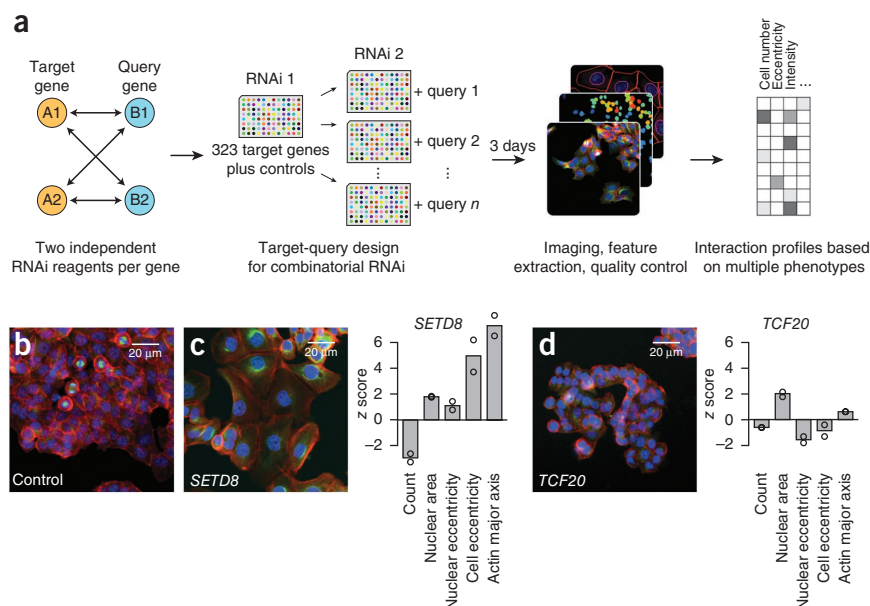 a
Target
gene
Query
gene
A1
B1
A2
B2
Two independent
RNAi reagents per gene
RNAi 1
323 target genes
plus controls
RNAi 2
+ query 1
+ query 2
⋮
⋮
+ query n
Target-query design
for combinatorial RNAi
3 days
Imaging, feature
extraction, quality control
Cell number
Eccentricity
Intensity
...
Interaction profiles based
on multiple phenotypes
b
20 μm
Control
c
20 μm
SETD8
SETD8
z score
6
4
2
0
−2
Count
Nuclear area
Nuclear eccentricity
Cell eccentricity
Actin major axis
d
20 μm
TCF20
TCF20
z score
6
4
2
0
−2
Count
Nuclear area
Nuclear eccentricity
Cell eccentricity
Actin major axis